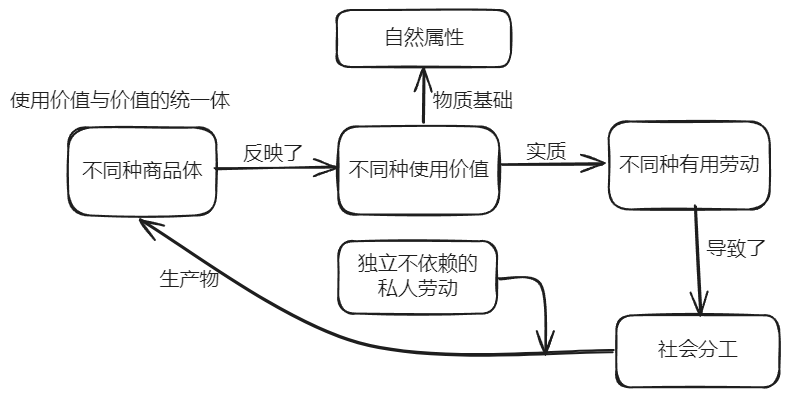 自然属性
物质基础
使用价值与价值的统一体
不同种商品体
反映了
不同种使用价值
实质
不同种有用劳动
独立不依赖的
私人劳动
导致了
生产物
社会分工